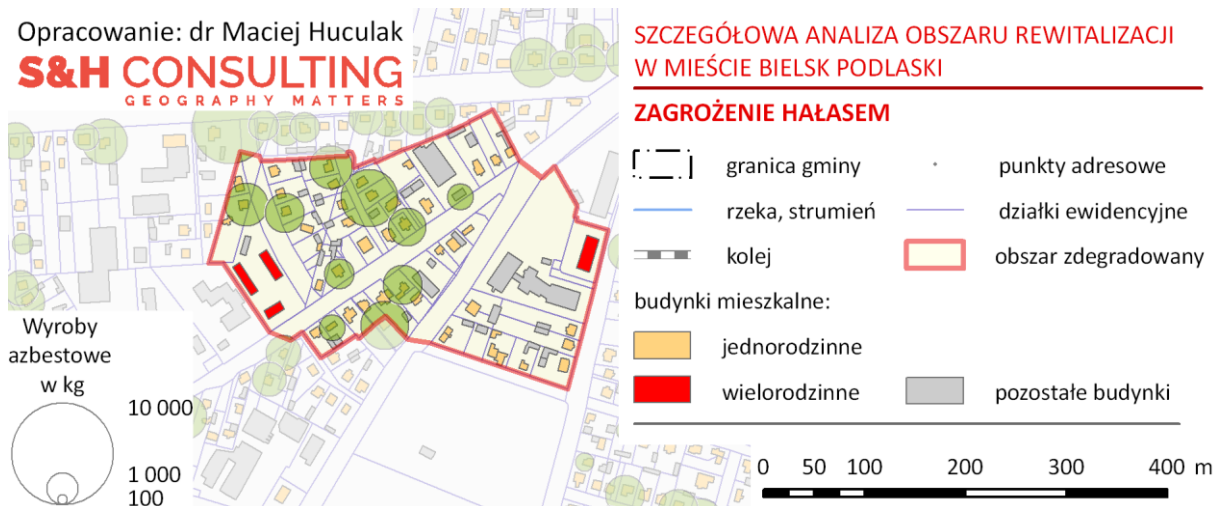 Opracowanie: dr Maciej Huculak
S&H CONSULTING
GEOGRAPHY MATTERS
Wyroby
azbestowe
w kg
10 000
1 000
100
SZCZEGÓŁOWA ANALIZA OBSZARU REWITALIZACJI
W MIEŚCIE BIELSK PODLASKI
ZAGROŻENIE HAŁASEM
granica gminy
punkty adresowe
rzeka, strumień
działki ewidencyjne
kolej
obszar zdegradowany
budynki mieszkalne:
jednorodzinne
wielorodzinne
pozostałe budynki
0 50 100 200 300 400 m